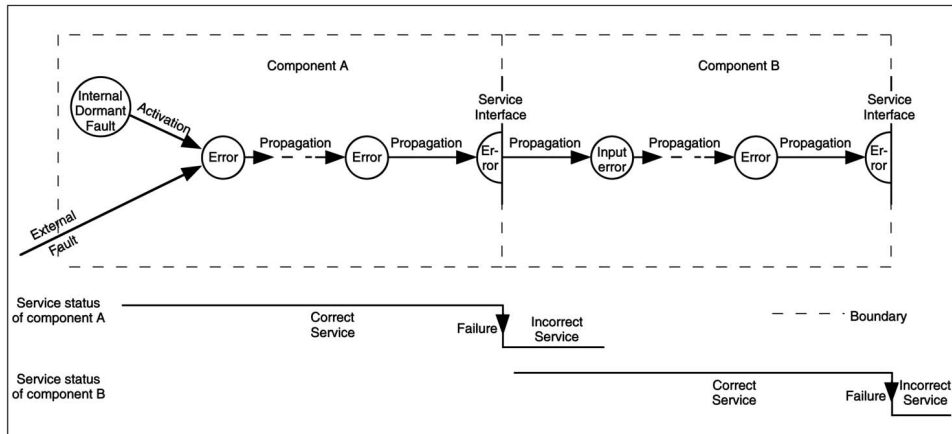 Component A
Component B
Internal
Dormant
Fault
Activation
Service
Interface
Service
Interface
Error
Propagation
Error
Propagation
Er-
ror
Propagation
Input
error
Propagation
Error
Propagation
Er-
ror
External
Fault
Service status
of component A
Correct
Service
Failure
Incorrect
Service
Boundary
Service status
of component B
Correct
Service
Failure
Incorrect
Service